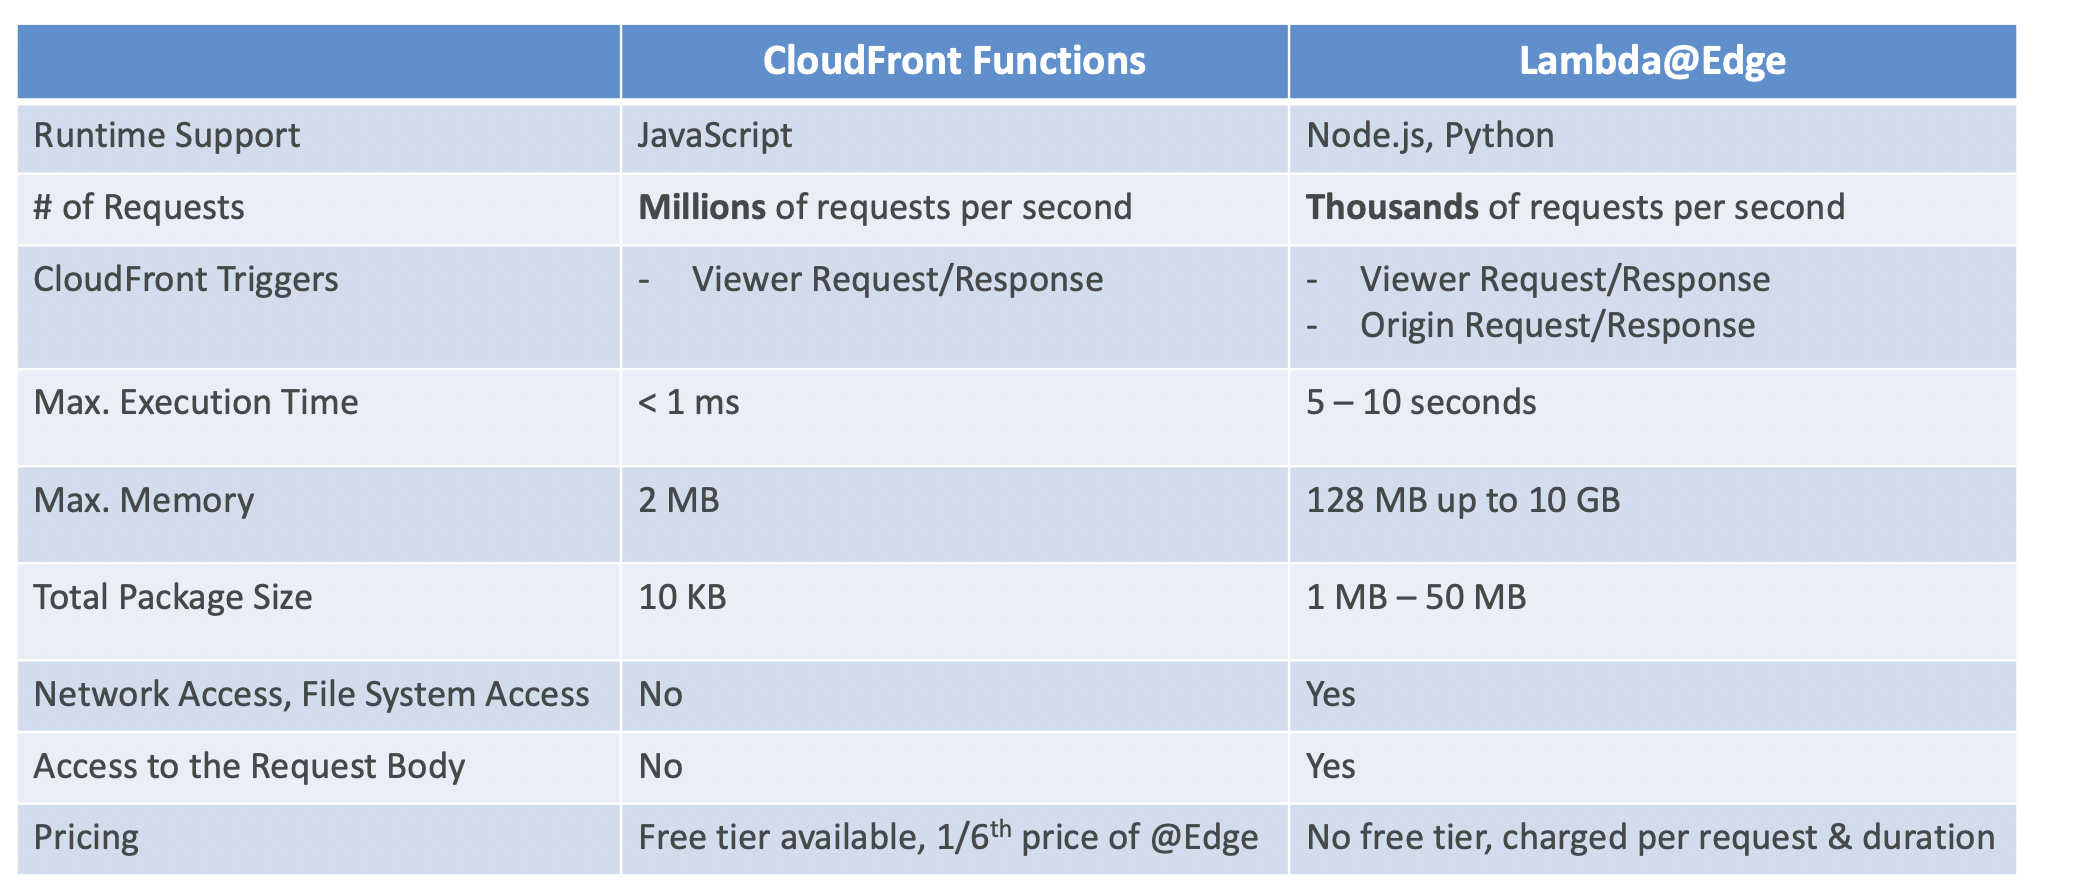 CloudFront Functions Lambda@Edge
Runtime Support JavaScript Node.js, Python
# of Requests Millions of requests per second Thousands of requests per second
CloudFront Triggers - Viewer Request/Response - Viewer Request/Response
- Origin Request/Response
Max. Execution Time < 1 ms 5 – 10 seconds
Max. Memory 2 MB 128 MB up to 10 GB
Total Package Size 10 KB 1 MB – 50 MB
Network Access, File System Access No Yes
Access to the Request Body No Yes
Pricing Free tier available, 1/6th price of @Edge No free tier, charged per request & duration